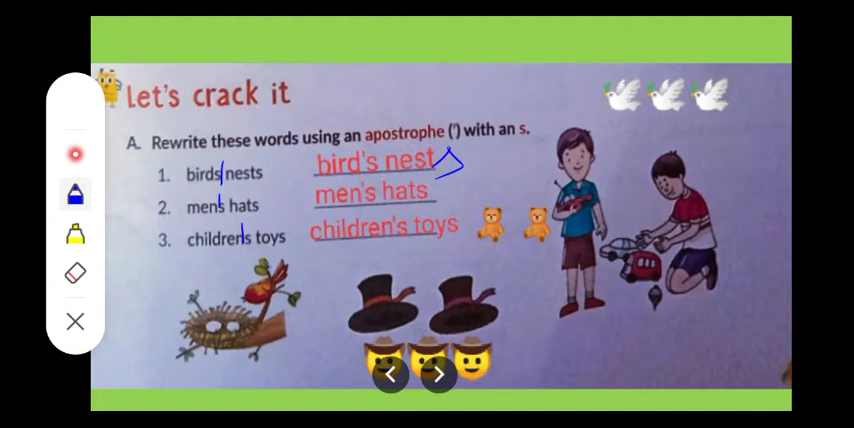 Let's crack it
A. Rewrite these words using an apostrophe (') with an s.
1. birds nests bird's nest
2. mens hats men's hats
3. childrens toys children's toys